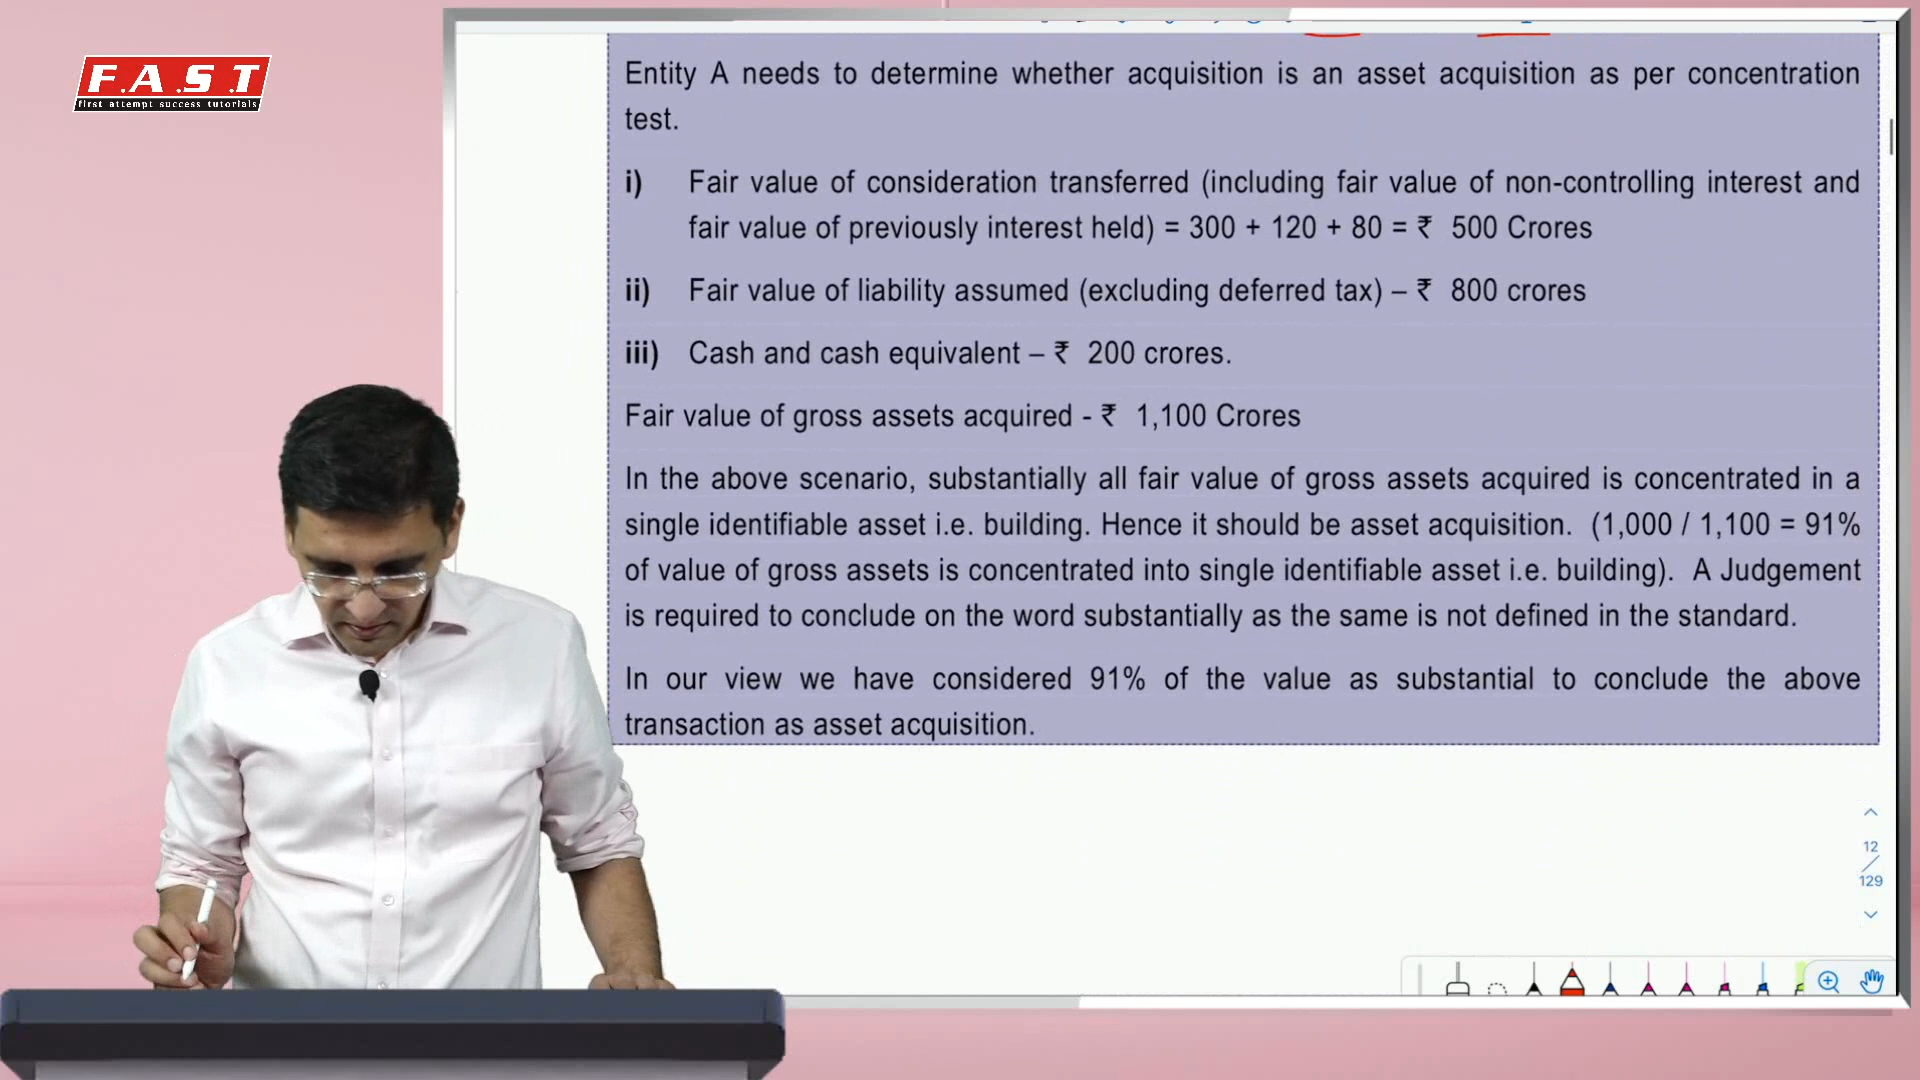 F.A.S.T
first attempt success tutorials
Entity A needs to determine whether acquisition is an asset acquisition as per concentration
test.
i) Fair value of consideration transferred (including fair value of non-controlling interest and
fair value of previously interest held) = 300 + 120 + 80 = ₹ 500 Crores
ii) Fair value of liability assumed (excluding deferred tax) – ₹ 800 crores
iii) Cash and cash equivalent – ₹ 200 crores.
Fair value of gross assets acquired - ₹ 1,100 Crores
In the above scenario, substantially all fair value of gross assets acquired is concentrated in a
single identifiable asset i.e. building. Hence it should be asset acquisition. (1,000 / 1,100 = 91%
of value of gross assets is concentrated into single identifiable asset i.e. building). A Judgement
is required to conclude on the word substantially as the same is not defined in the standard.
In our view we have considered 91% of the value as substantial to conclude the above
transaction as asset acquisition.
12
/
129